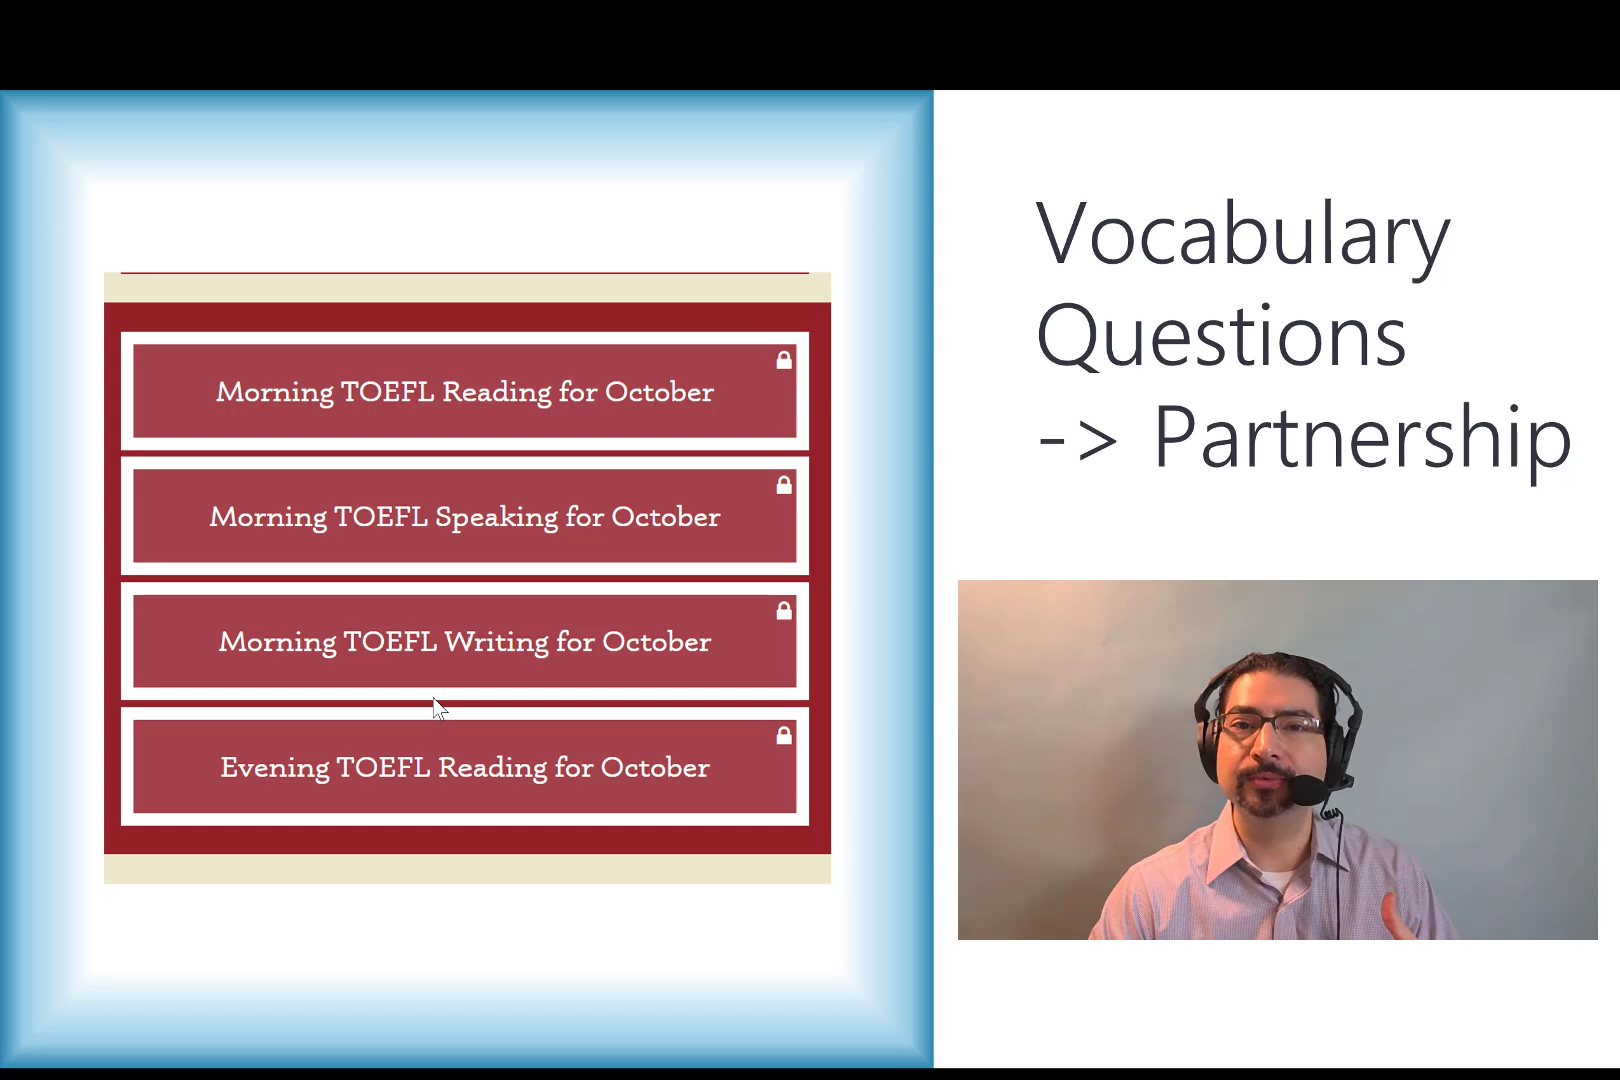 Morning TOEFL Reading for October
Morning TOEFL Speaking for October
Morning TOEFL Writing for October
Evening TOEFL Reading for October
Vocabulary
Questions
-> Partnership